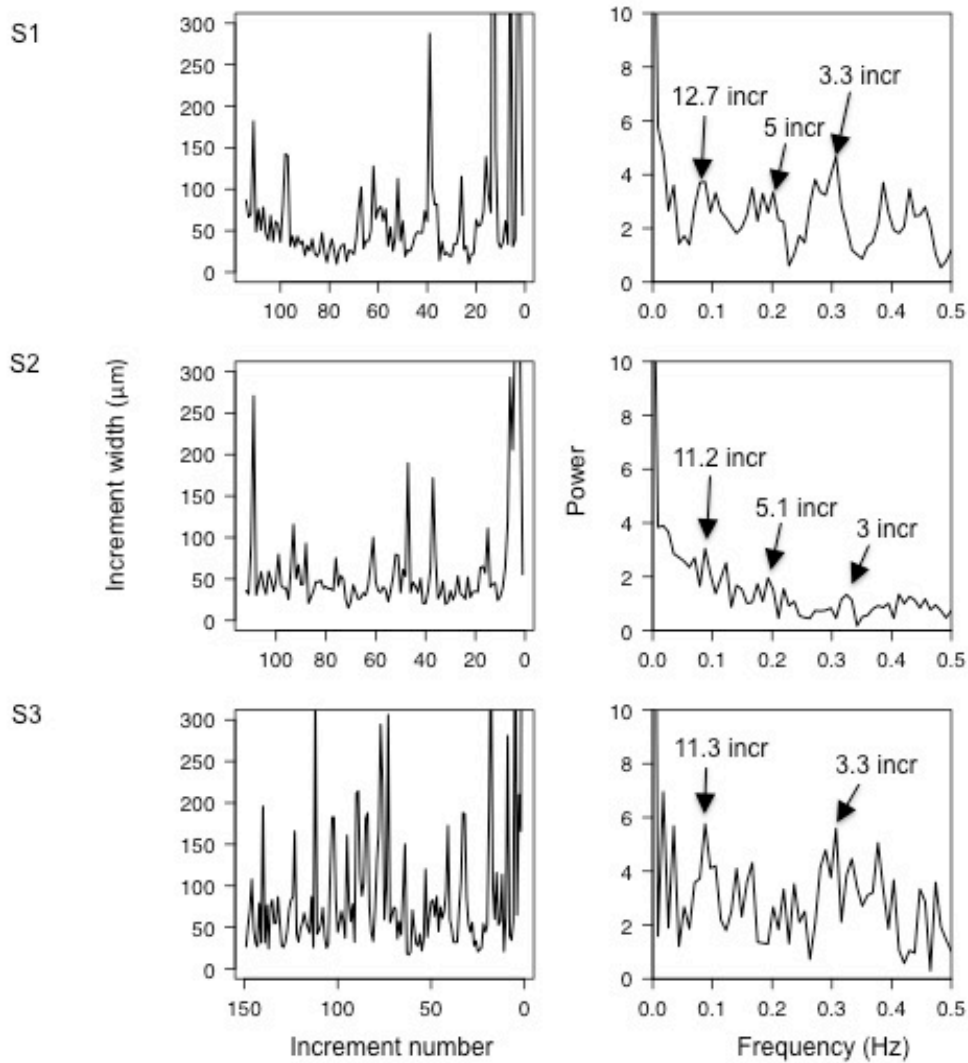 S1
300
250
200
150
100
50
0
100 80 60 40 20 0
10
8
6
4
2
0
12.7 incr
5 incr
3.3 incr
0.0 0.1 0.2 0.3 0.4 0.5
S2
Increment width (μm)
300
250
200
150
100
50
0
100 80 60 40 20 0
Power
10
8
6
4
2
0
11.2 incr
5.1 incr
3 incr
0.0 0.1 0.2 0.3 0.4 0.5
S3
300
250
200
150
100
50
0
150 100 50 0
Increment number
10
8
6
4
2
0
11.3 incr
3.3 incr
0.0 0.1 0.2 0.3 0.4 0.5
Frequency (Hz)